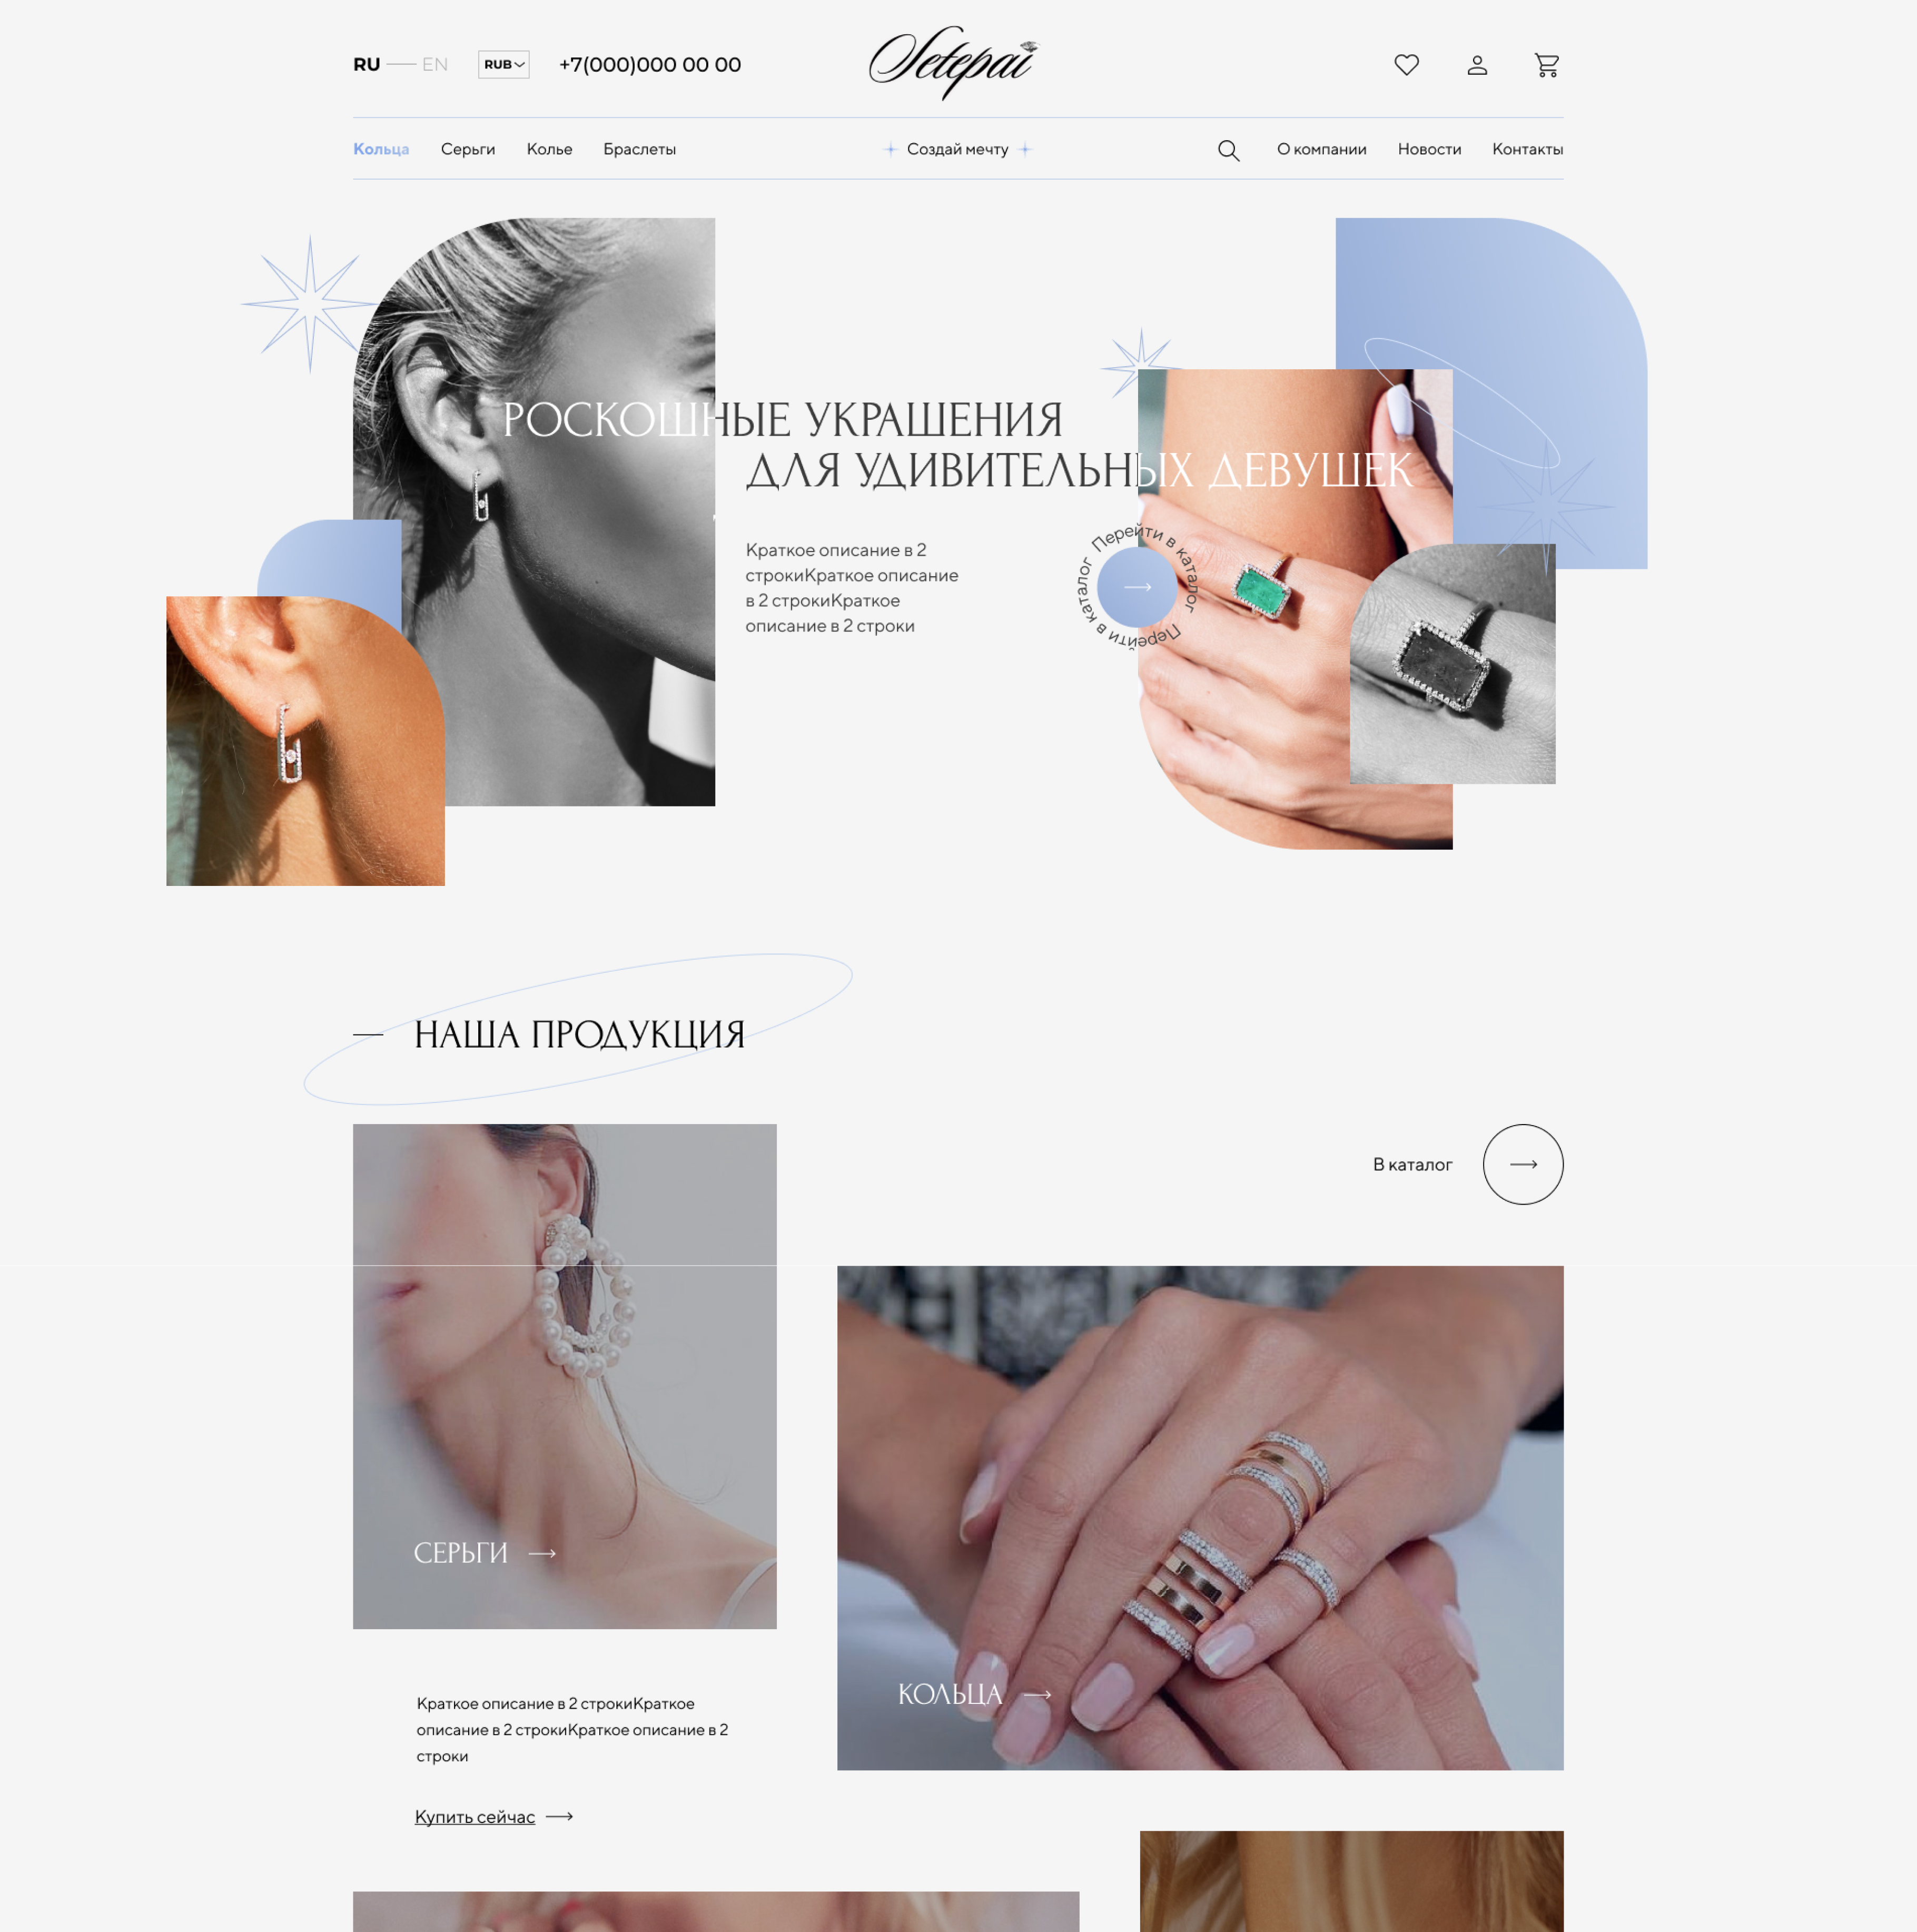 RU EN RUB +7(000)000 00 00
Setepai
Кольца Серьги Колье Браслеты
Создай мечту
О компании Новости Контакты
РОСКОШНЫЕ УКРАШЕНИЯ
ДЛЯ УДИВИТЕЛЬНЫХ ДЕВУШЕК
Краткое описание в 2
строкиКраткое описание
в 2 строкиКраткое
описание в 2 строки
Перейти в каталог Перейти в каталог
НАША ПРОДУКЦИЯ
В каталог
СЕРЬГИ
КОЛЬЦА
Краткое описание в 2 строкиКраткое
описание в 2 строкиКраткое описание в 2
строки
Купить сейчас